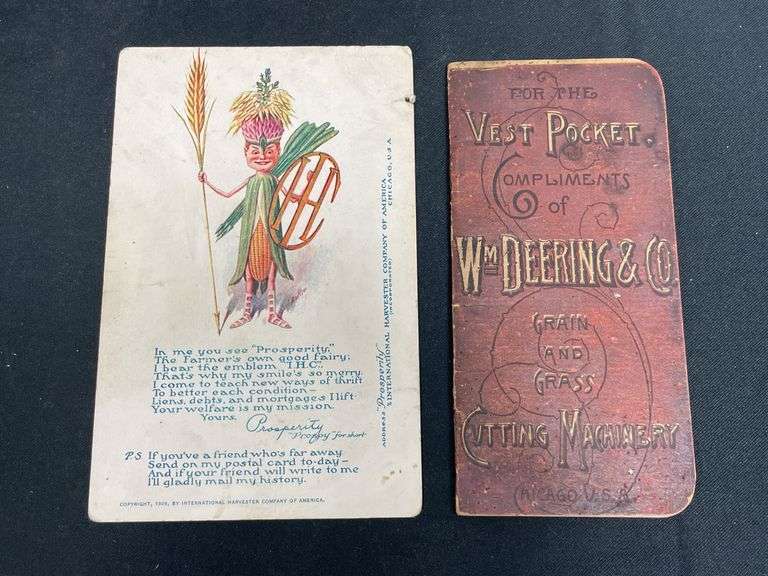 IHC
In me you see "Prosperity,"
The farmer's own good fairy;
I bear the emblem "I.H.C.",
That's why my smile's so merry.
I come to teach new ways of thrift
To better each condition—
Liens, debts, and mortgages I lift
Your welfare is my mission.
Yours,
Prosperity
Proppy for short
P.S If you've a friend who's far away
Send on my postal card to-day—
And if your friend will write to me
I'll gladly mail my history.
COPYRIGHT, 1909, BY INTERNATIONAL HARVESTER COMPANY OF AMERICA.
ADDRESS "Prosperity"
INTERNATIONAL HARVESTER COMPANY OF AMERICA
(INCORPORATED)
CHICAGO, U S A
FOR THE
VEST POCKET.
COMPLIMENTS
of
WM DEERING & CO.
GRAIN
AND
GRASS
CUTTING MACHINERY
CHICAGO U.S.A.